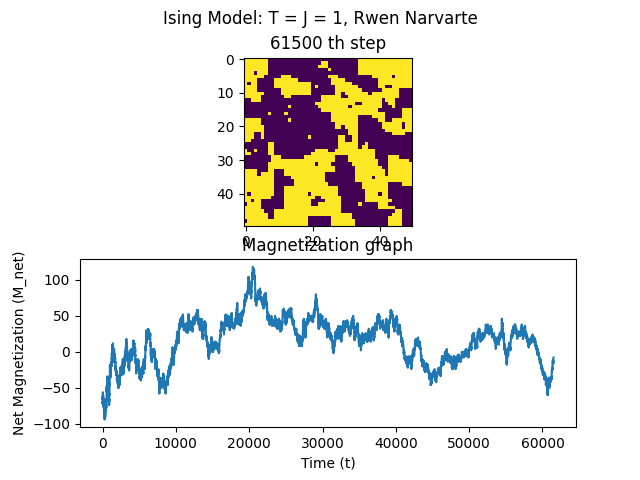 Ising Model: T = J = 1, Rwen Narvarte
61500 th step
0
10
20
30
40
0 20 40
Magnetization graph
Net Magnetization (M_net)
100
50
0
−50
−100
0 10000 20000 30000 40000 50000 60000
Time (t)